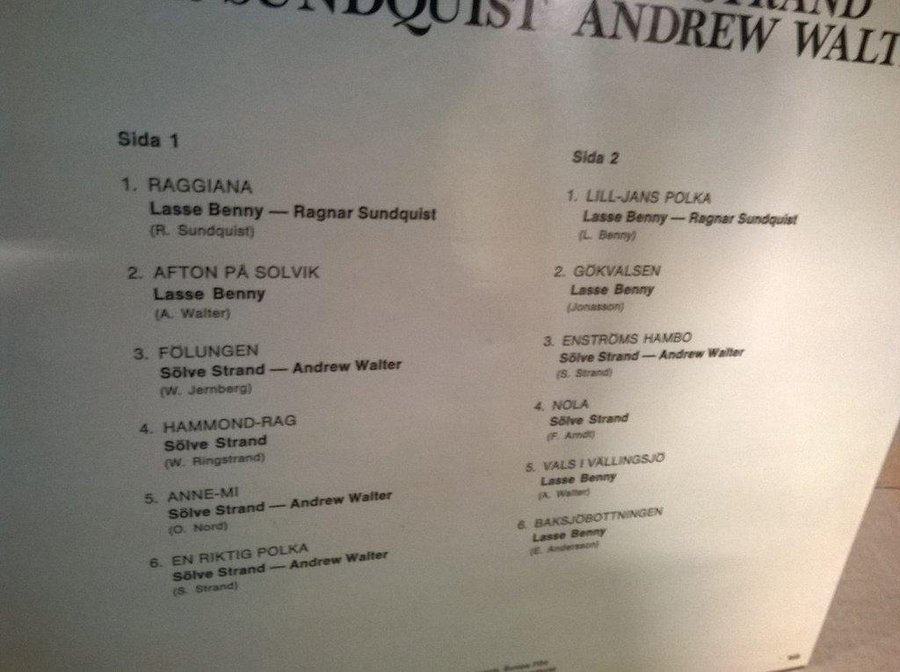 SUNDQUIST
STRAND
ANDREW
Sida 1
1. RAGGIANA
Lasse Benny — Ragnar Sundquist
(R. Sundquist)
2. AFTON PÅ SOLVIK
Lasse Benny
(A. Walter)
3. FÖLUNGEN
Sölve Strand — Andrew Walter
(W. Jernberg)
4. HAMMOND-RAG
Sölve Strand
(W. Ringstrand)
5. ANNE-MI
Sölve Strand — Andrew Walter
(O. Nord)
6. EN RIKTIG POLKA
Sölve Strand — Andrew Walter
(S. Strand)
Sida 2
1. LILL-JANS POLKA
Lasse Benny — Ragnar Sundquist
(L. Benny)
2. GÖKVALSEN
Lasse Benny
(Jonasson)
3. ENSTRÖMS HAMBO
Sölve Strand — Andrew Walter
(S. Strand)
4. NOLA
Sölve Strand
(F. Arndt)
5. VALS I VÄLLINGSJÖ
Lasse Benny
(A. Walter)
6. BAKSJÖBOTTNINGEN
Lasse Benny
(E. Andersson)